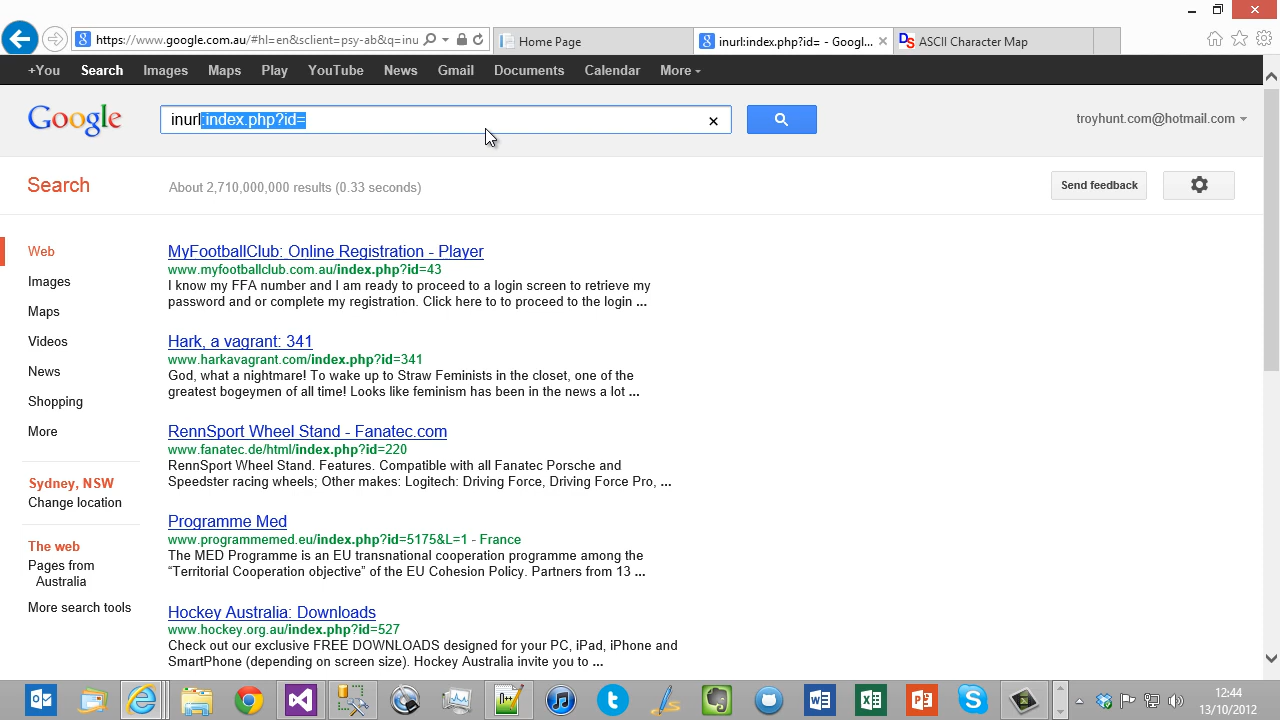 https://www.google.com.au/#hl=en&sclient=psy-ab&q=inu
Home Page
inurl:index.php?id= - Googl...
ASCII Character Map
+You Search Images Maps Play YouTube News Gmail Documents Calendar More
Google
inurl:index.php?id=
troyhunt.com@hotmail.com
Search
About 2,710,000,000 results (0.33 seconds)
Send feedback
Web
Images
Maps
Videos
News
Shopping
More
Sydney, NSW
Change location
The web
Pages from
Australia
More search tools
MyFootballClub: Online Registration - Player
www.myfootballclub.com.au/index.php?id=43
I know my FFA number and I am ready to proceed to a login screen to retrieve my
password and or complete my registration. Click here to to proceed to the login ...
Hark, a vagrant: 341
www.harkavagrant.com/index.php?id=341
God, what a nightmare! To wake up to Straw Feminists in the closet, one of the
greatest bogeymen of all time! Looks like feminism has been in the news a lot ...
RennSport Wheel Stand - Fanatec.com
www.fanatec.de/html/index.php?id=220
RennSport Wheel Stand. Features. Compatible with all Fanatec Porsche and
Speedster racing wheels; Other makes: Logitech: Driving Force, Driving Force Pro, ...
Programme Med
www.programmemed.eu/index.php?id=5175&L=1 - France
The MED Programme is an EU transnational cooperation programme among the
“Territorial Cooperation objective” of the EU Cohesion Policy. Partners from 13 ...
Hockey Australia: Downloads
www.hockey.org.au/index.php?id=527
Check out our exclusive FREE DOWNLOADS designed for your PC, iPad, iPhone and
SmartPhone (depending on screen size). Hockey Australia invite you to ...
12:44
13/10/2012